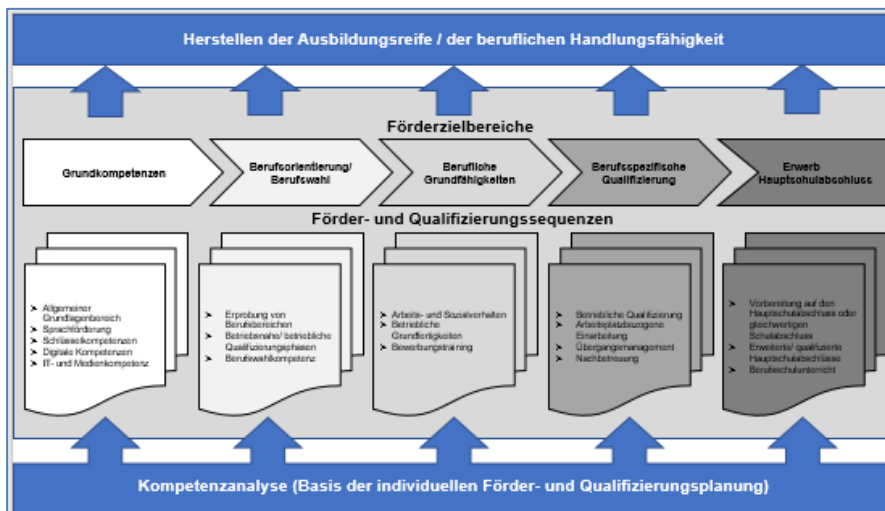 Herstellen der Ausbildungsreife / der beruflichen Handlungsfähigkeit
Förderzielbereiche
Grundkompetenzen
Berufsorientierung/
Berufswahl
Berufliche
Grundfähigkeiten
Berufsspezifische
Qualifizierung
Erwerb
Hauptschulabschluss
Förder- und Qualifizierungssequenzen
➤ Allgemeiner
Grundlagenbereich
➤ Sprachförderung
➤ Schlüsselkompetenzen
➤ Digitale Kompetenzen
➤ IT- und Medienkompetenz
➤ Erprobung von
Berufsbereichen
➤ Betriebsnahe/ betriebliche
Qualifizierungsphasen
➤ Berufswahlkompetenz
➤ Arbeits- und Sozialverhalten
➤ Betriebliche
Grundfertigkeiten
➤ Bewerbungstraining
➤ Betriebliche Qualifizierung
➤ Arbeitsplatzbezogene
Einarbeitung
➤ Übergangsmanagement
➤ Nachbetreuung
➤ Vorbereitung auf den
Hauptschulabschluss oder
gleichwertigen
Schulabschluss
➤ Erweiterte/ qualifizierte
Hauptschulabschlüsse
➤ Berufsschulunterricht
Kompetenzanalyse (Basis der individuellen Förder- und Qualifizierungsplanung)